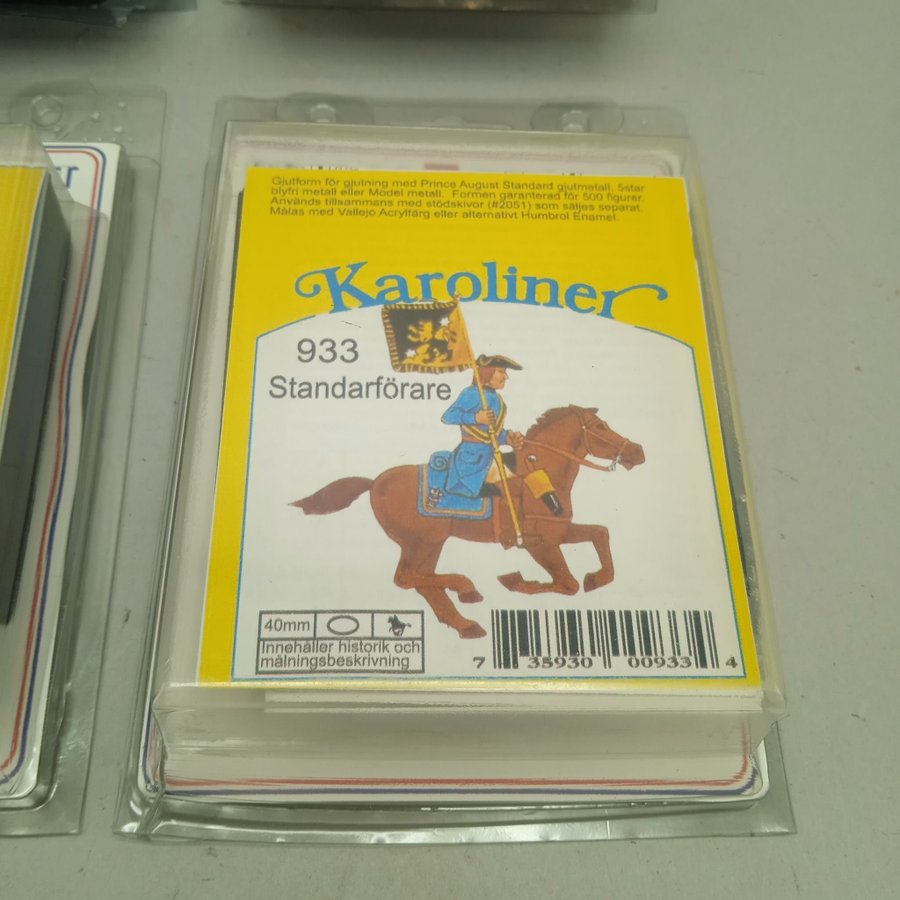 Gjutform för gjutning med Prince August Standard gjutmetall, 5star
blyfri metall eller Model metall. Formen garanterad för 500 figurer.
Används tillsammans med stödskivor (#2051) som säljes separat.
Målas med Vallejo Acrylfärg eller alternativt Humbrol Enamel.
Karoliner
933
Standarförare
40mm
Innehåller historik och
målningsbeskrivning
7 35930 00933 4